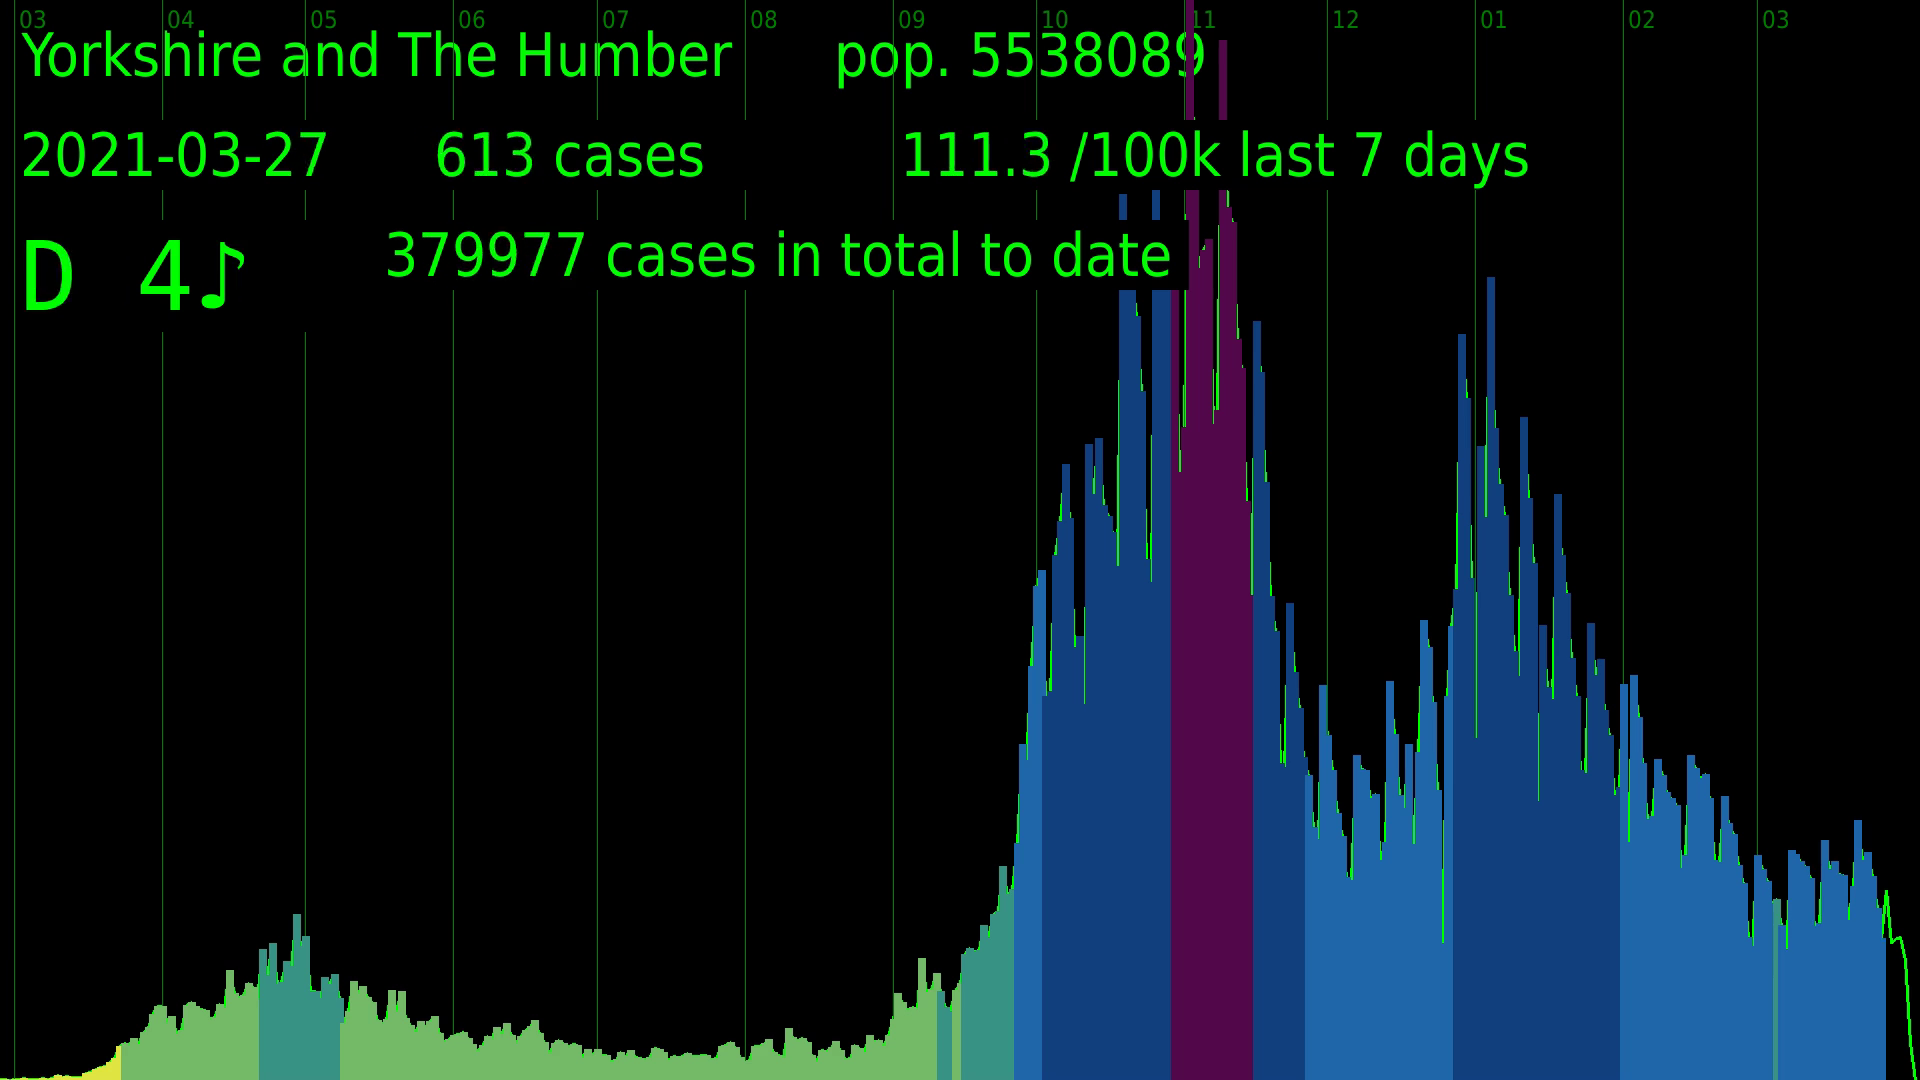 03 04 05 06 07 08 09 10 11 12 01 02 03
Yorkshire and The Humber pop. 5538089
2021-03-27 613 cases 111.3 /100k last 7 days
D 4♪ 379977 cases in total to date